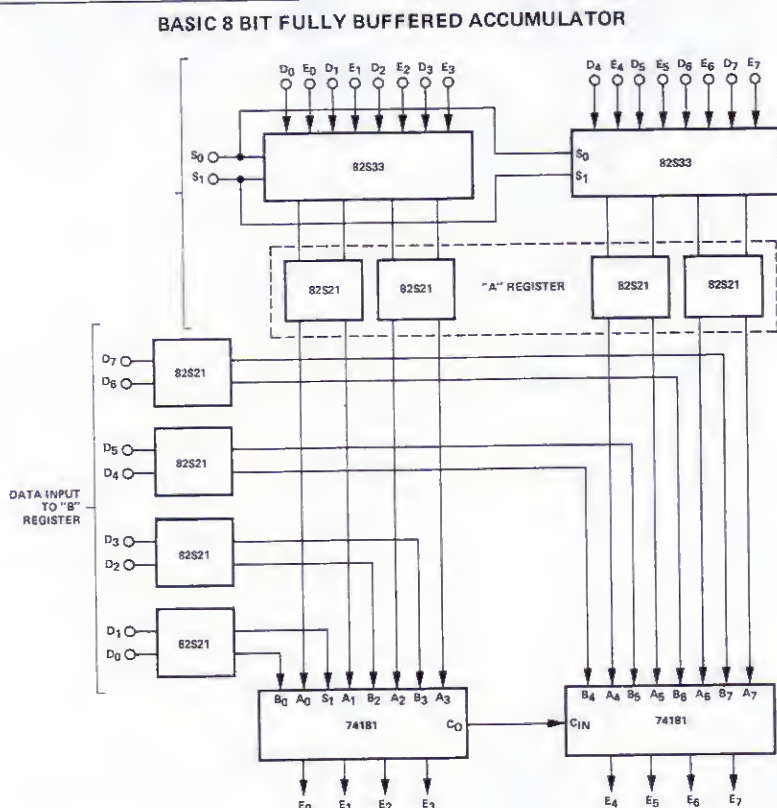 BASIC 8 BIT FULLY BUFFERED ACCUMULATOR
D0 E0 D1 E1 D2 E2 D3 E3
D4 E4 D5 E5 D6 E6 D7 E7
S0
S1
82S33
S0
S1
82S33
82S21
82S21
"A" REGISTER
82S21
82S21
D7
D6
82S21
D5
D4
82S21
DATA INPUT
TO "B"
REGISTER
D3
D2
82S21
D1
D0
82S21
B0 A0 S1 A1 B2 A2 B3 A3
74181
CO
B4 A4 B5 A5 B6 A6 B7 A7
CIN
74181
E0 E1 E2 E3
E4 E5 E6 E7